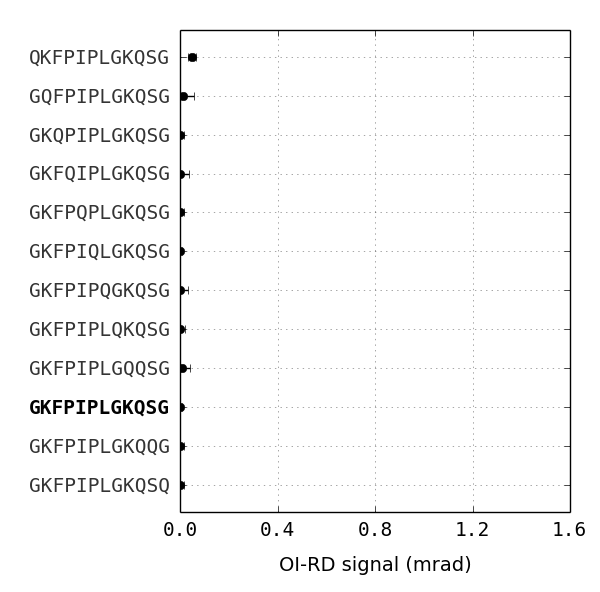 QKFPIPLGKQSG
GQFPIPLGKQSG
GKQPIPLGKQSG
GKFQIPLGKQSG
GKFPQPLGKQSG
GKFPIQLGKQSG
GKFPIPQGKQSG
GKFPIPLQKQSG
GKFPIPLGQQSG
GKFPIPLGKQSG
GKFPIPLGKQQG
GKFPIPLGKQSQ
0.0 0.4 0.8 1.2 1.6
OI-RD signal (mrad)